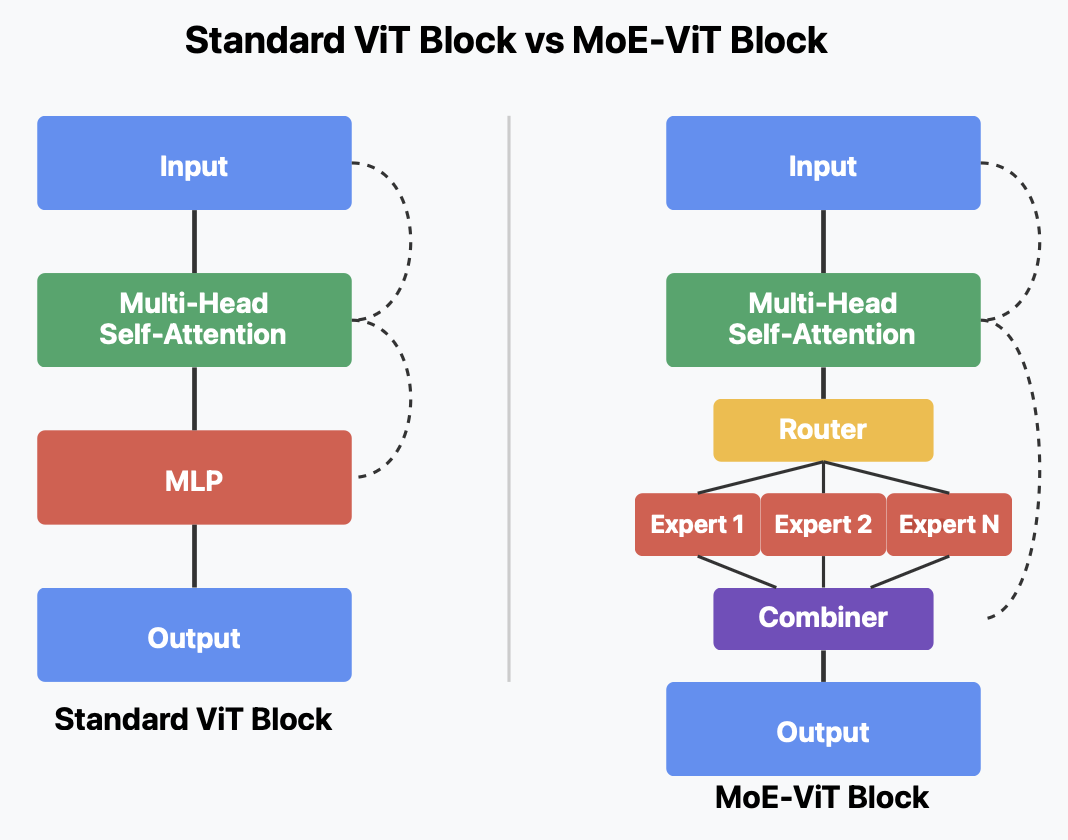 Standard ViT Block vs MoE-ViT Block
Input
Multi-Head
Self-Attention
MLP
Output
Standard ViT Block
Input
Multi-Head
Self-Attention
Router
Expert 1
Expert 2
Expert N
Combiner
Output
MoE-ViT Block